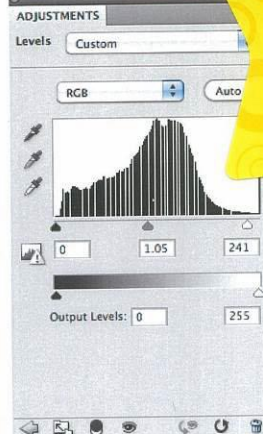 ADJUSTMENTS
Levels Custom
RGB Auto
0 1.05 241
Output Levels: 0 255